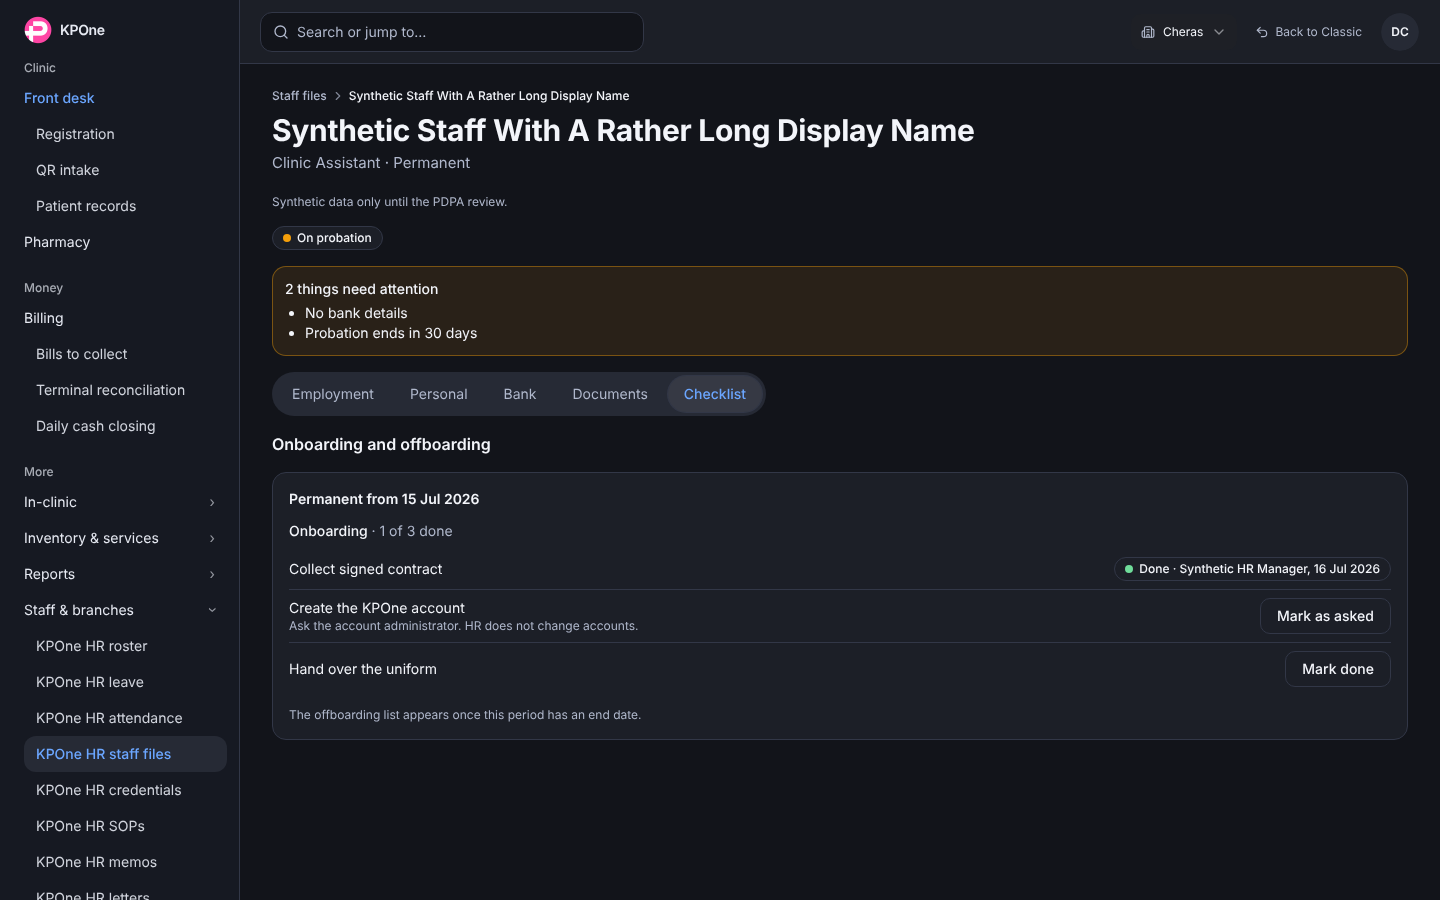 KPOne
Clinic
Front desk
Registration
QR intake
Patient records
Pharmacy
Money
Billing
Bills to collect
Terminal reconciliation
Daily cash closing
More
In-clinic
Inventory & services
Reports
Staff & branches
KPOne HR roster
KPOne HR leave
KPOne HR attendance
KPOne HR staff files
KPOne HR credentials
KPOne HR SOPs
KPOne HR memos
KPOne HR letters
Search or jump to...
Cheras
Back to Classic
DC
Staff files > Synthetic Staff With A Rather Long Display Name
Synthetic Staff With A Rather Long Display Name
Clinic Assistant · Permanent
Synthetic data only until the PDPA review.
On probation
2 things need attention
• No bank details
• Probation ends in 30 days
Employment Personal Bank Documents Checklist
Onboarding and offboarding
Permanent from 15 Jul 2026
Onboarding · 1 of 3 done
Collect signed contract
Done · Synthetic HR Manager, 16 Jul 2026
Create the KPOne account
Ask the account administrator. HR does not change accounts.
Mark as asked
Hand over the uniform
Mark done
The offboarding list appears once this period has an end date.